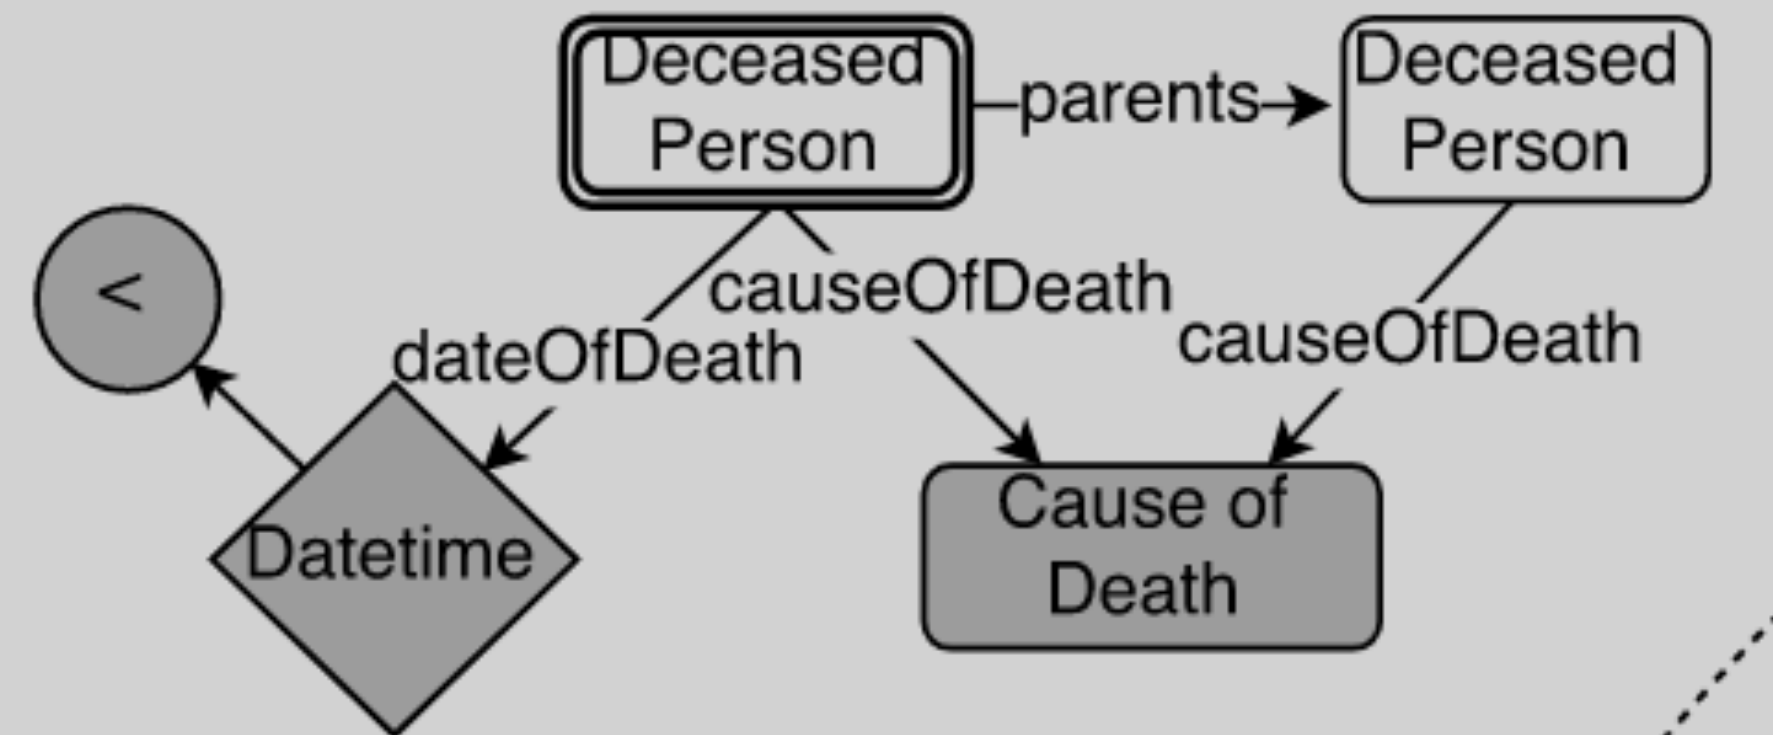 Deceased
Person
parents
Deceased
Person
<
causeOfDeath
dateOfDeath
causeOfDeath
Datetime
Cause of
Death